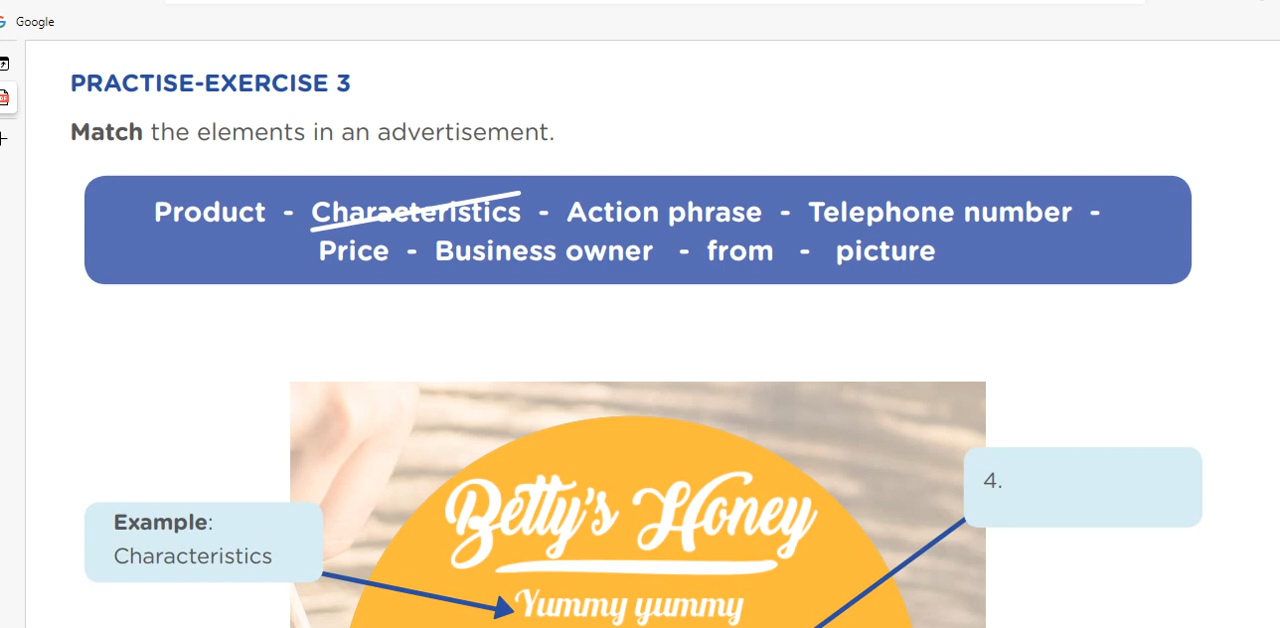 Google
PRACTISE-EXERCISE 3
Match the elements in an advertisement.
Product - Characteristics - Action phrase - Telephone number -
Price - Business owner - from - picture
4.
Betty's Honey
Example:
Characteristics
Yummy yummy